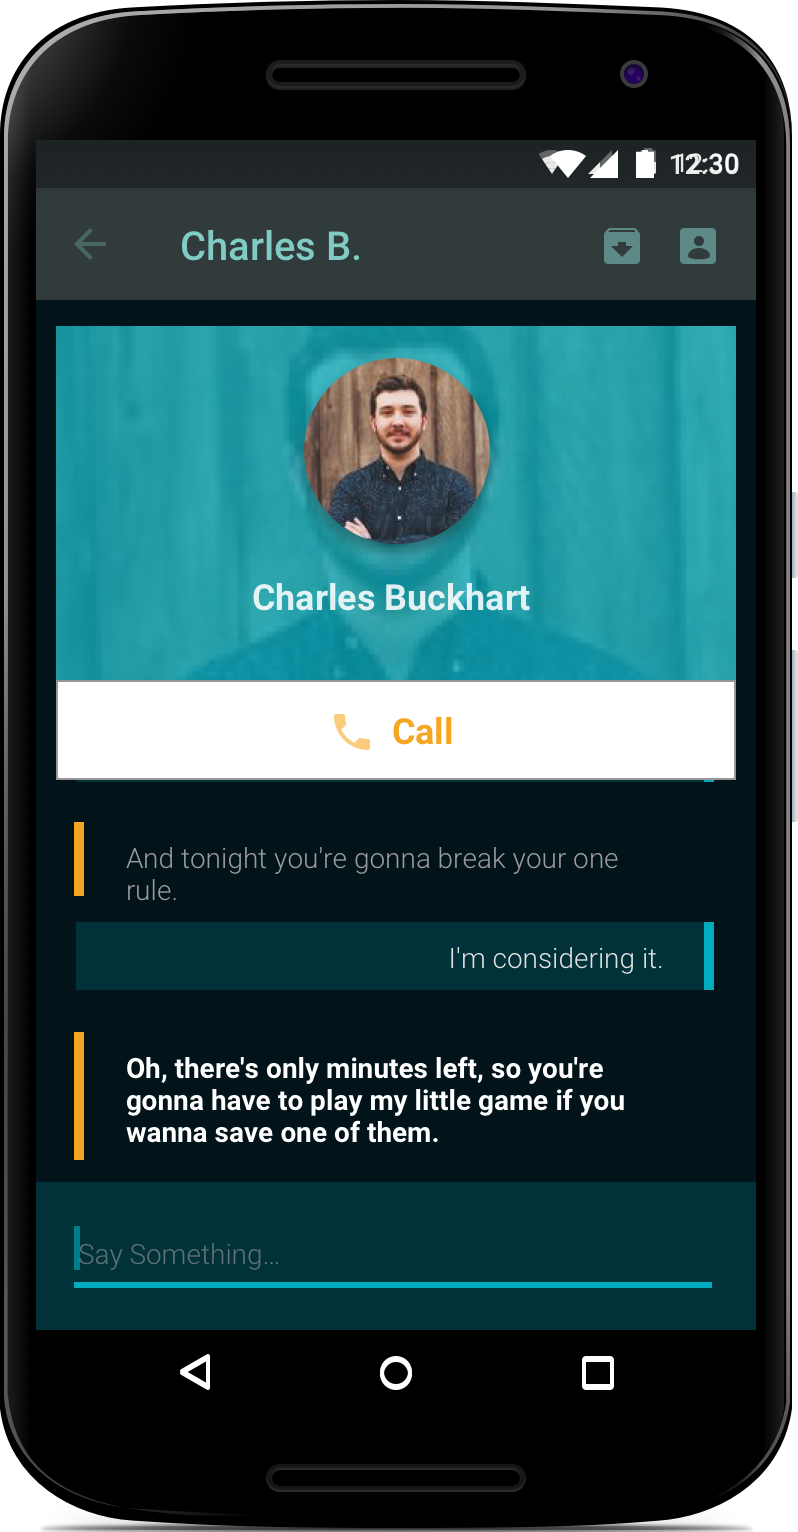 12:30
Charles B.
Charles Buckhart
Call
And tonight you're gonna break your one
rule.
I'm considering it.
Oh, there's only minutes left, so you're
gonna have to play my little game if you
wanna save one of them.
Say Something...